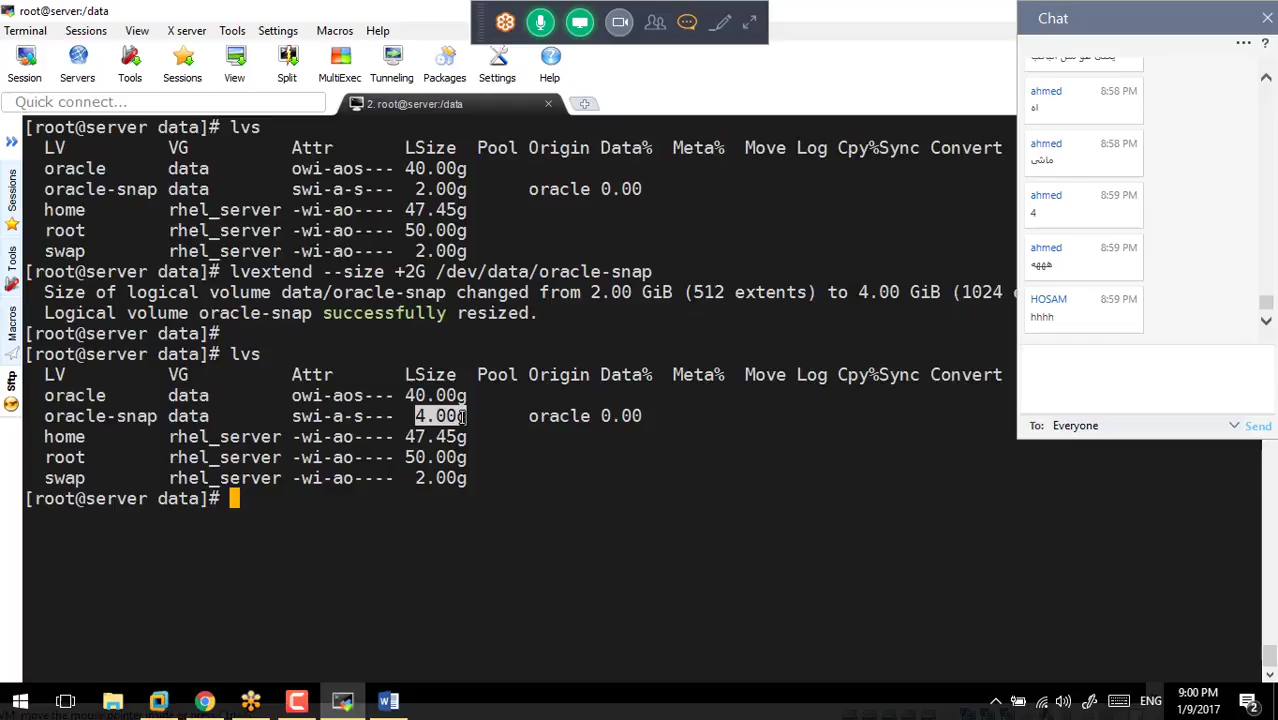 root@server:/data
Terminal Sessions View X server Tools Settings Macros Help
Session Servers Tools Sessions View Split MultiExec Tunneling Packages Settings Help
Quick connect...
2. root@server:/data
Sessions
Tools
Macros
Sftp
[root@server data]# lvs
LV VG Attr LSize Pool Origin Data% Meta% Move Log Cpy%Sync Convert
oracle data owi-aos--- 40.00g
oracle-snap data swi-a-s--- 2.00g oracle 0.00
home rhel_server -wi-ao---- 47.45g
root rhel_server -wi-ao---- 50.00g
swap rhel_server -wi-ao---- 2.00g
[root@server data]# lvextend --size +2G /dev/data/oracle-snap
Size of logical volume data/oracle-snap changed from 2.00 GiB (512 extents) to 4.00 GiB (1024
Logical volume oracle-snap successfully resized.
[root@server data]#
[root@server data]# lvs
LV VG Attr LSize Pool Origin Data% Meta% Move Log Cpy%Sync Convert
oracle data owi-aos--- 40.00g
oracle-snap data swi-a-s--- 4.00g oracle 0.00
home rhel_server -wi-ao---- 47.45g
root rhel_server -wi-ao---- 50.00g
swap rhel_server -wi-ao---- 2.00g
[root@server data]#
Chat
ahmed 8:58 PM
اه
ahmed 8:58 PM
ماشى
ahmed 8:59 PM
4
ahmed 8:59 PM
هههه
HOSAM 8:59 PM
hhhh
To: Everyone Send
ENG
9:00 PM
1/9/2017
2